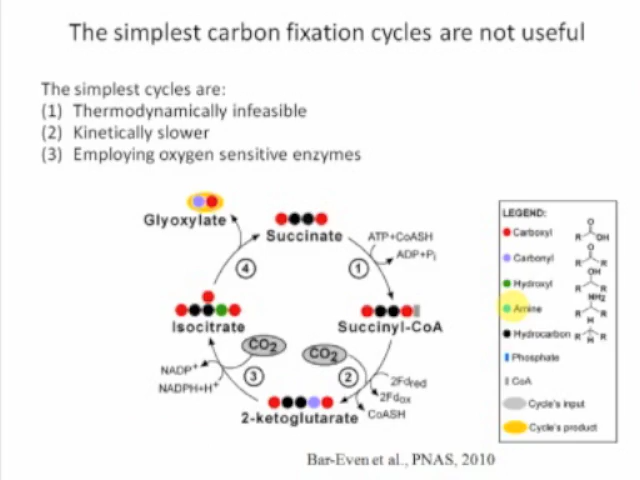 The simplest carbon fixation cycles are not useful
The simplest cycles are:
(1) Thermodynamically infeasible
(2) Kinetically slower
(3) Employing oxygen sensitive enzymes
Glyoxylate
Succinate
ATP+CoASH
ADP+Pi
4
1
Isocitrate
Succinyl-CoA
CO2
CO2
NADP+
NADPH+H+
3
2
2Fdred
2Fdox
CoASH
2-ketoglutarate
LEGEND:
Carboxyl
O
R
OH
Carbonyl
O
R
R
Hydroxyl
OH
R
R
Amine
NH2
R
R
Hydrocarbon
H
R
H
R
Phosphate
CoA
Cycle's input
Cycle's product
Bar-Even et al., PNAS, 2010